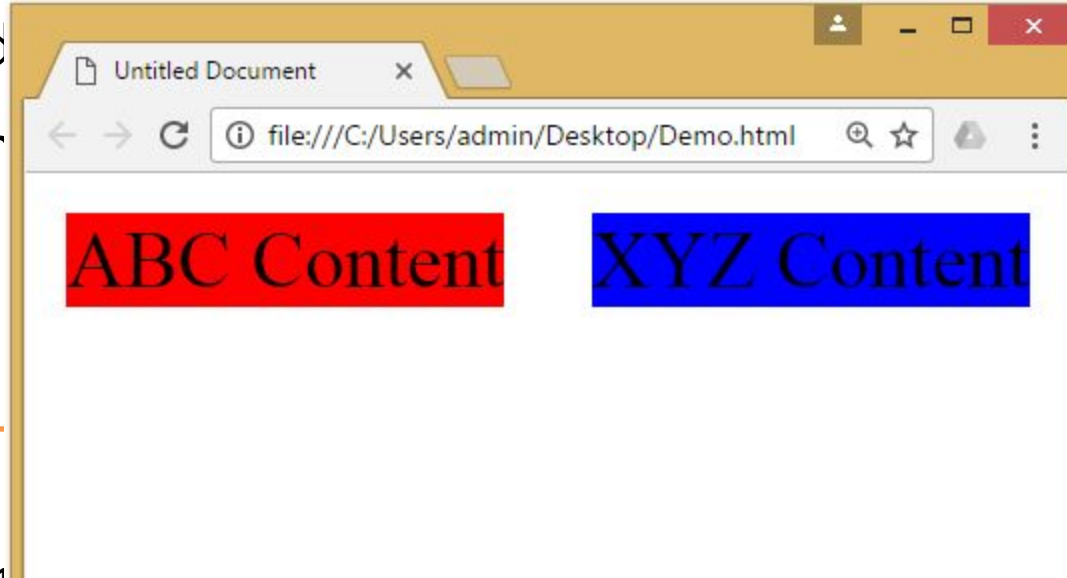 Untitled Document
file:///C:/Users/admin/Desktop/Demo.html
ABC Content XYZ Content